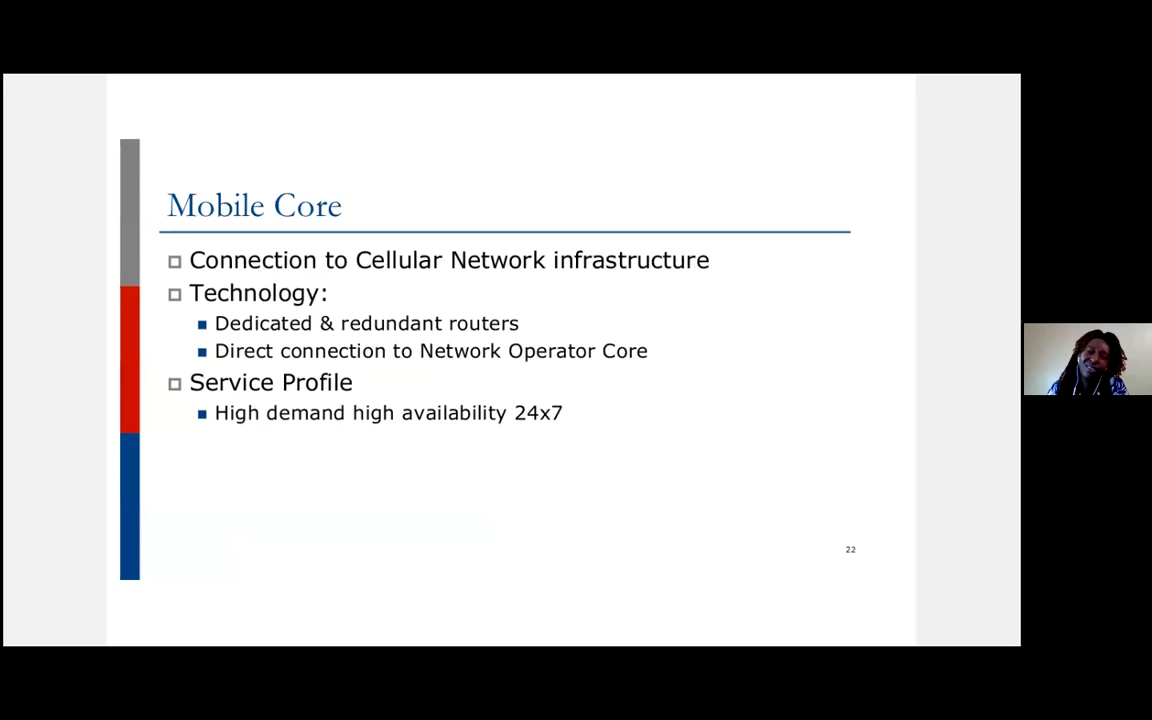 Mobile Core
Connection to Cellular Network infrastructure
Technology:
Dedicated & redundant routers
Direct connection to Network Operator Core
Service Profile
High demand high availability 24x7
22